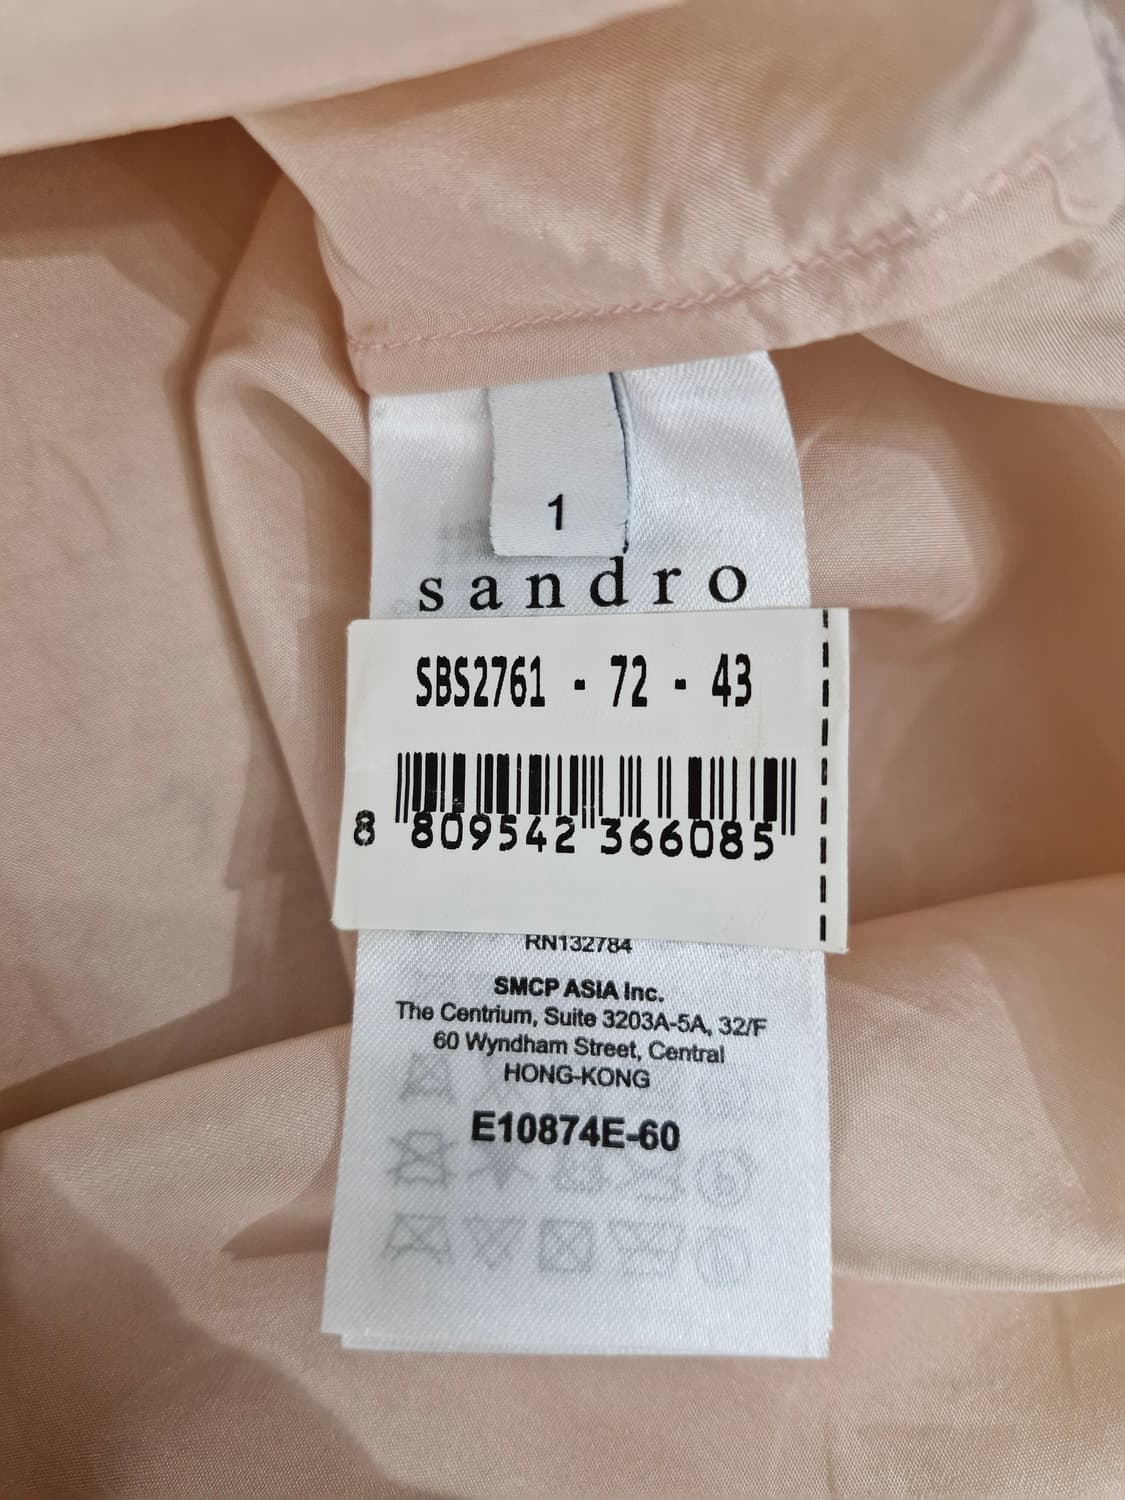 1
sandro
SBS2761 - 72 - 43
8 809542 366085
RN132784
SMCP ASIA Inc.
The Centrium, Suite 3203A-5A, 32/F
60 Wyndham Street, Central
HONG-KONG
E10874E-60